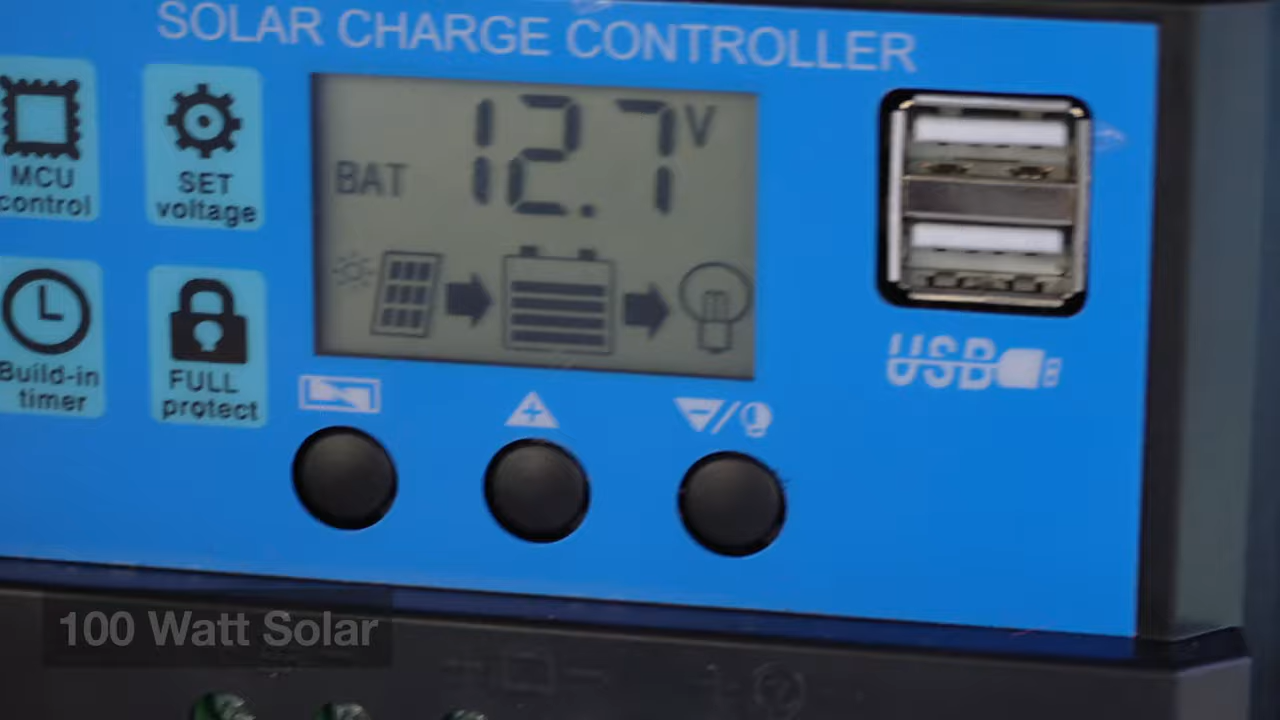 SOLAR CHARGE CONTROLLER
12.7 V
BAT
MCU
control
SET
voltage
Build-in
timer
FULL
protect
USB
100 Watt Solar